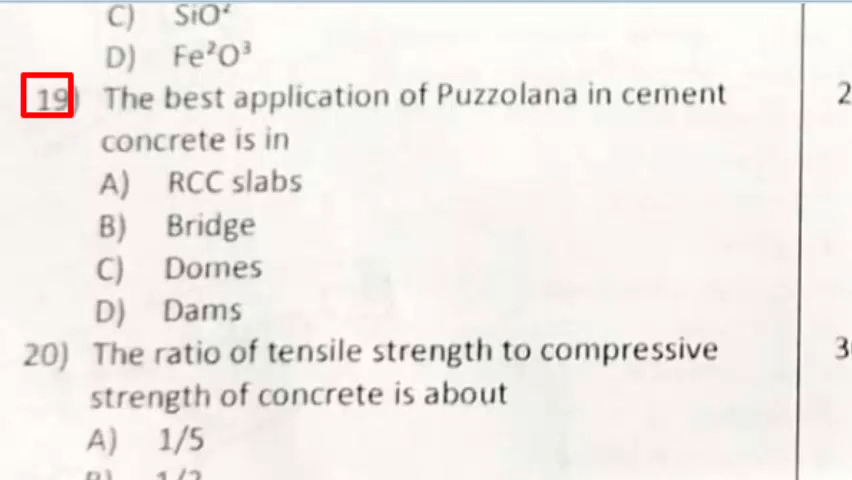 C) SiO²
D) Fe²O³
19) The best application of Puzzolana in cement
concrete is in
A) RCC slabs
B) Bridge
C) Domes
D) Dams
20) The ratio of tensile strength to compressive
strength of concrete is about
A) 1/5